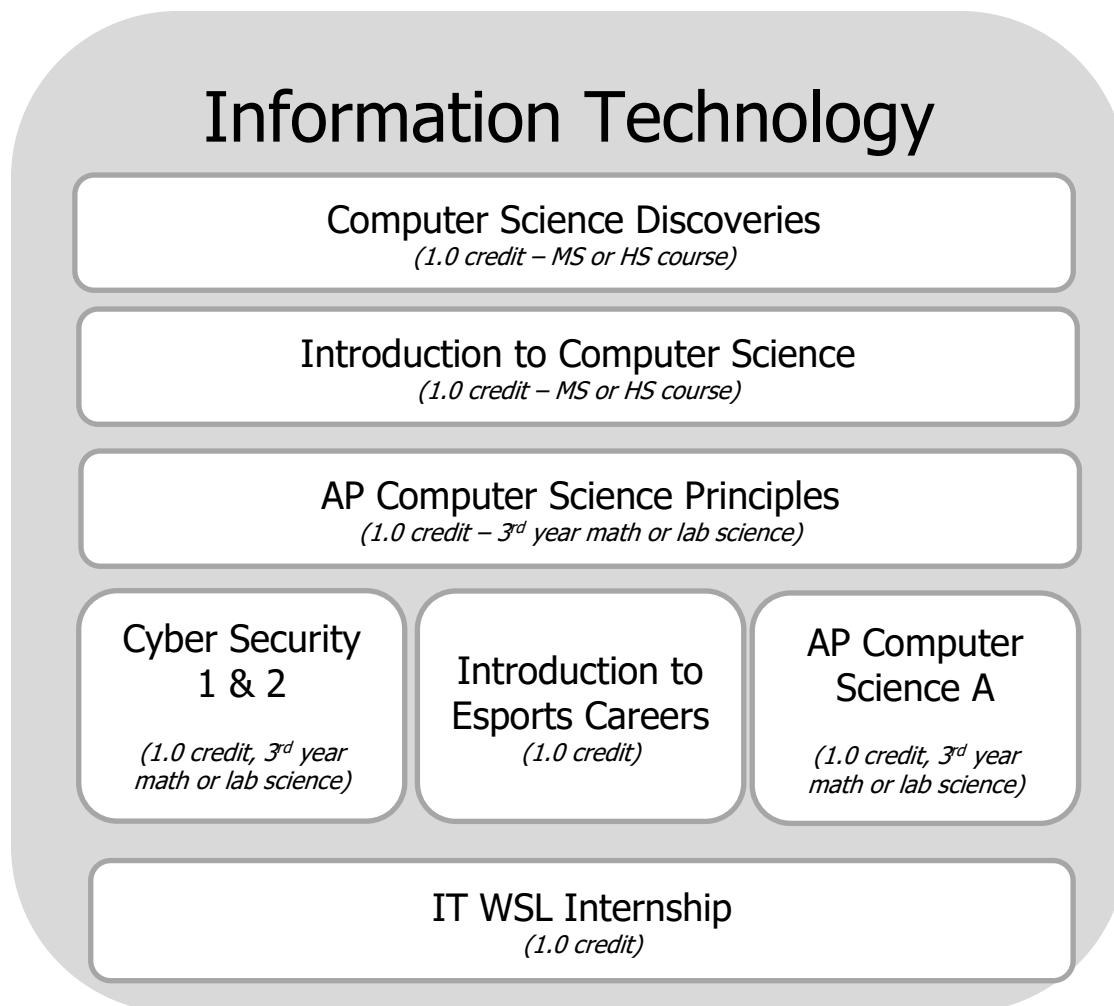 Information Technology
Computer Science Discoveries
(1.0 credit – MS or HS course)
Introduction to Computer Science
(1.0 credit – MS or HS course)
AP Computer Science Principles
(1.0 credit – 3rd year math or lab science)
Cyber Security
1 & 2
(1.0 credit, 3rd year
math or lab science)
Introduction to
Esports Careers
(1.0 credit)
AP Computer
Science A
(1.0 credit, 3rd year
math or lab science)
IT WSL Internship
(1.0 credit)